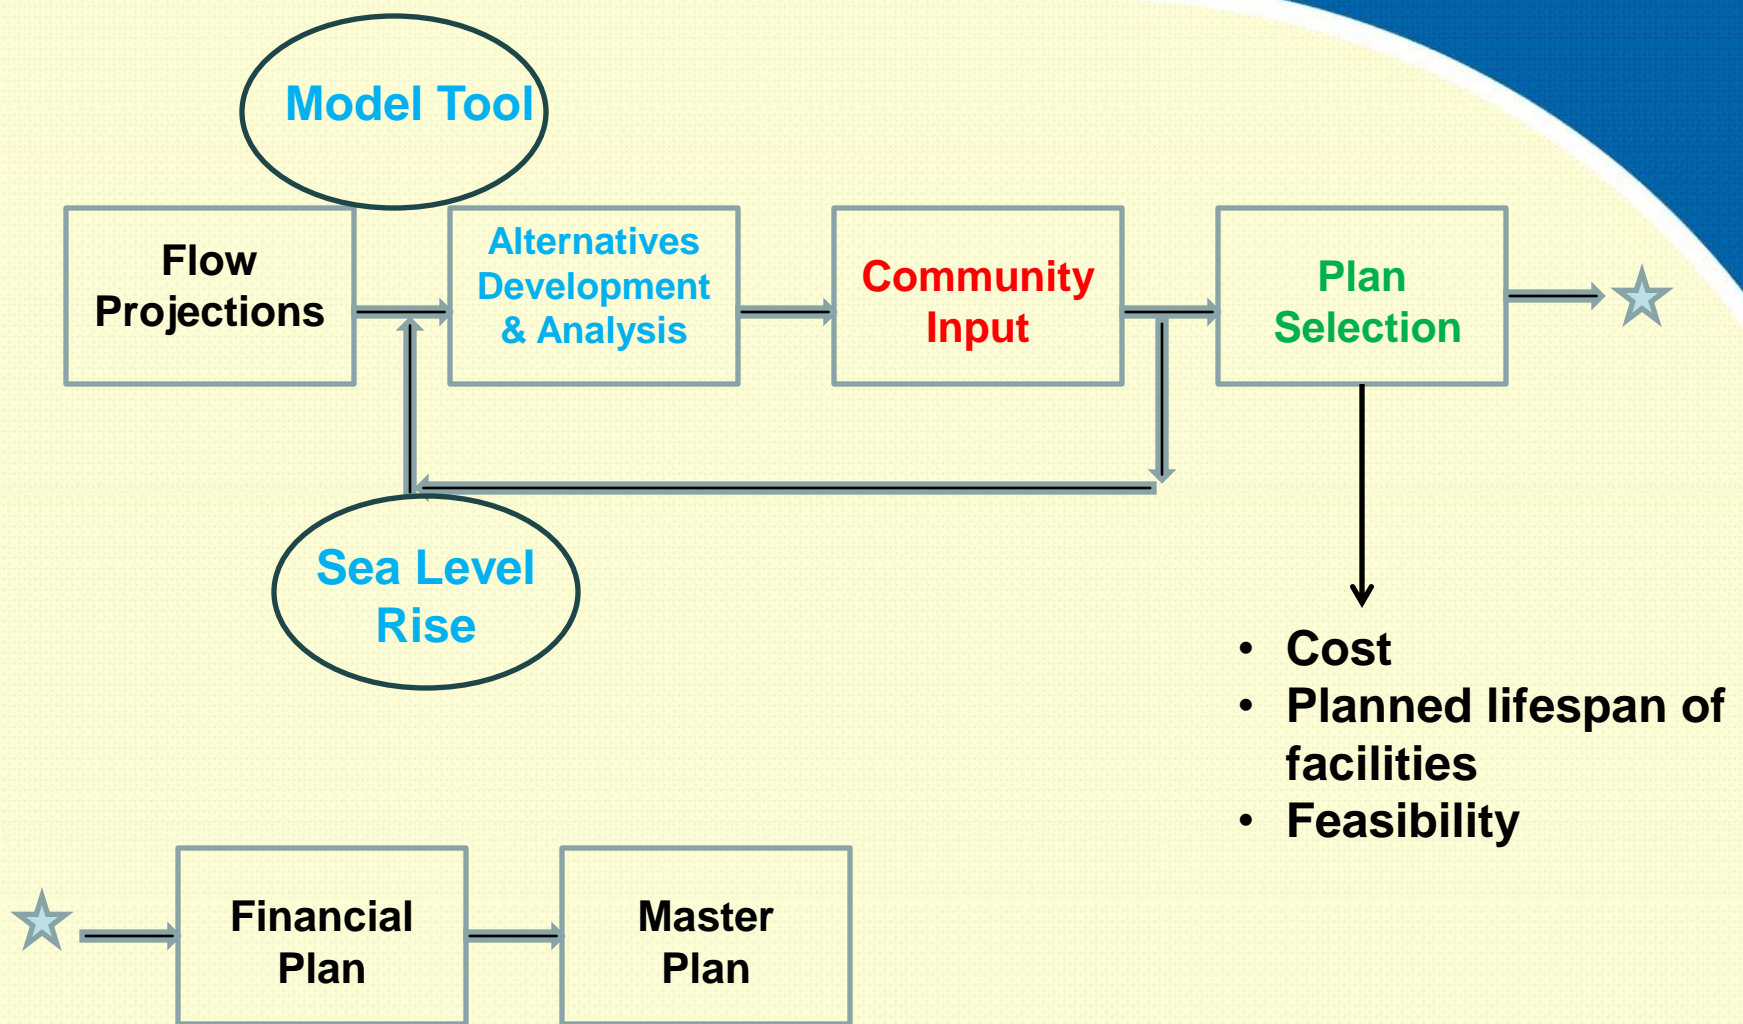 Model Tool
Flow
Projections
Alternatives
Development
& Analysis
Community
Input
Plan
Selection
Sea Level
Rise
• Cost
• Planned lifespan of
facilities
• Feasibility
Financial
Plan
Master
Plan